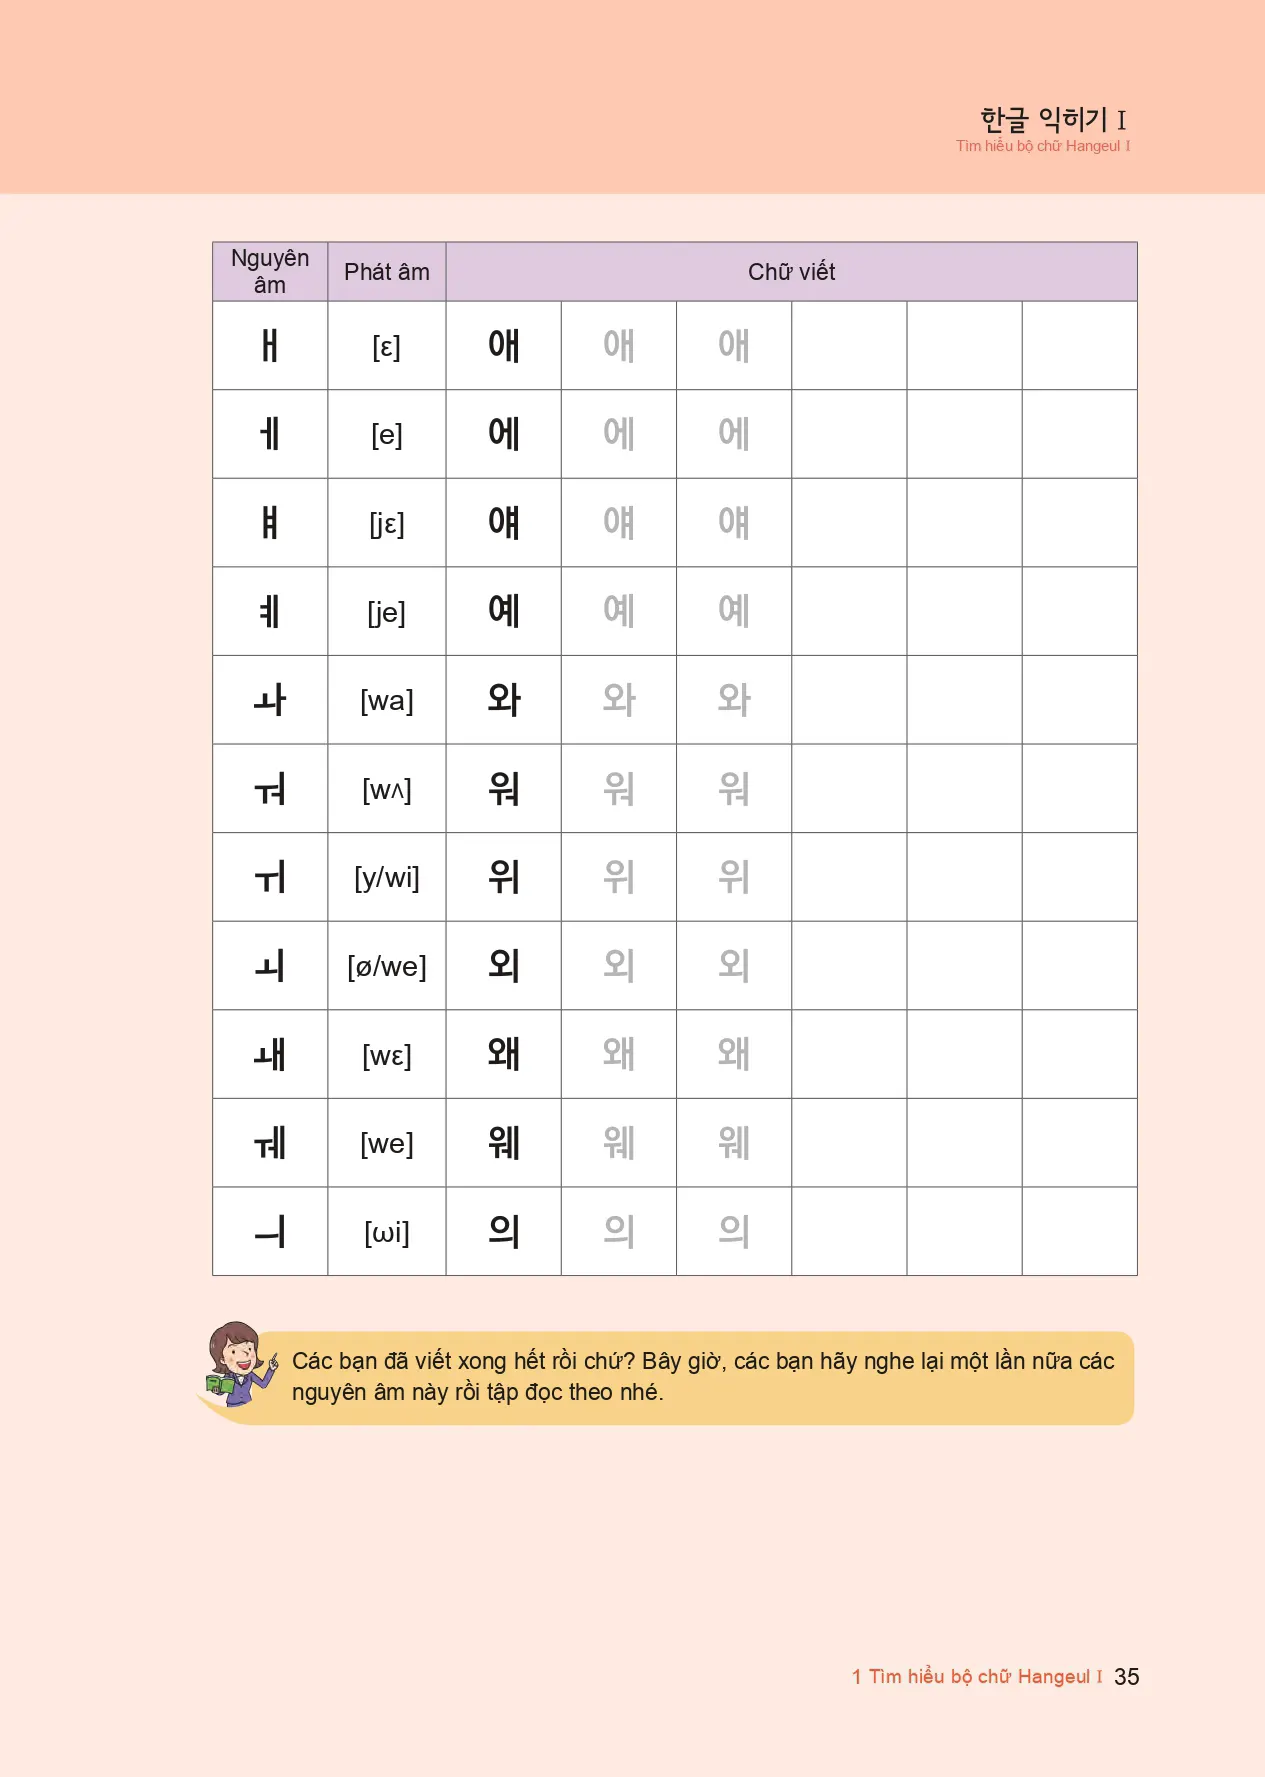 한글 익히기 I
Tìm hiểu bộ chữ Hangeul I
Nguyên âm Phát âm Chữ viết
ㅐ [ε] 애 애 애
ㅔ [e] 에 에 에
ㅒ [jε] 얘 얘 얘
ㅖ [je] 예 예 예
ㅘ [wa] 와 와 와
ㅝ [wʌ] 워 워 워
ㅟ [y/wi] 위 위 위
ㅚ [ø/we] 외 외 외
ㅙ [wε] 왜 왜 왜
ㅞ [we] 웨 웨 웨
ㅢ [ωi] 의 의 의
Các bạn đã viết xong hết rồi chứ? Bây giờ, các bạn hãy nghe lại một lần nữa các
nguyên âm này rồi tập đọc theo nhé.
1 Tìm hiểu bộ chữ Hangeul I 35